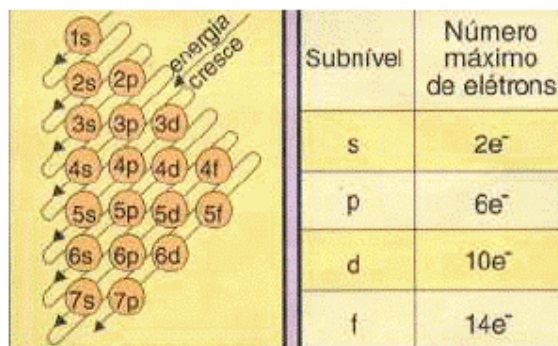 1s
2s 2p
energia
cresce
3s 3p 3d
4s 4p 4d 4f
5s 5p 5d 5f
6s 6p 6d
7s 7p
Subnível
Número
máximo
de elétrons
s 2e⁻
p 6e⁻
d 10e⁻
f 14e⁻